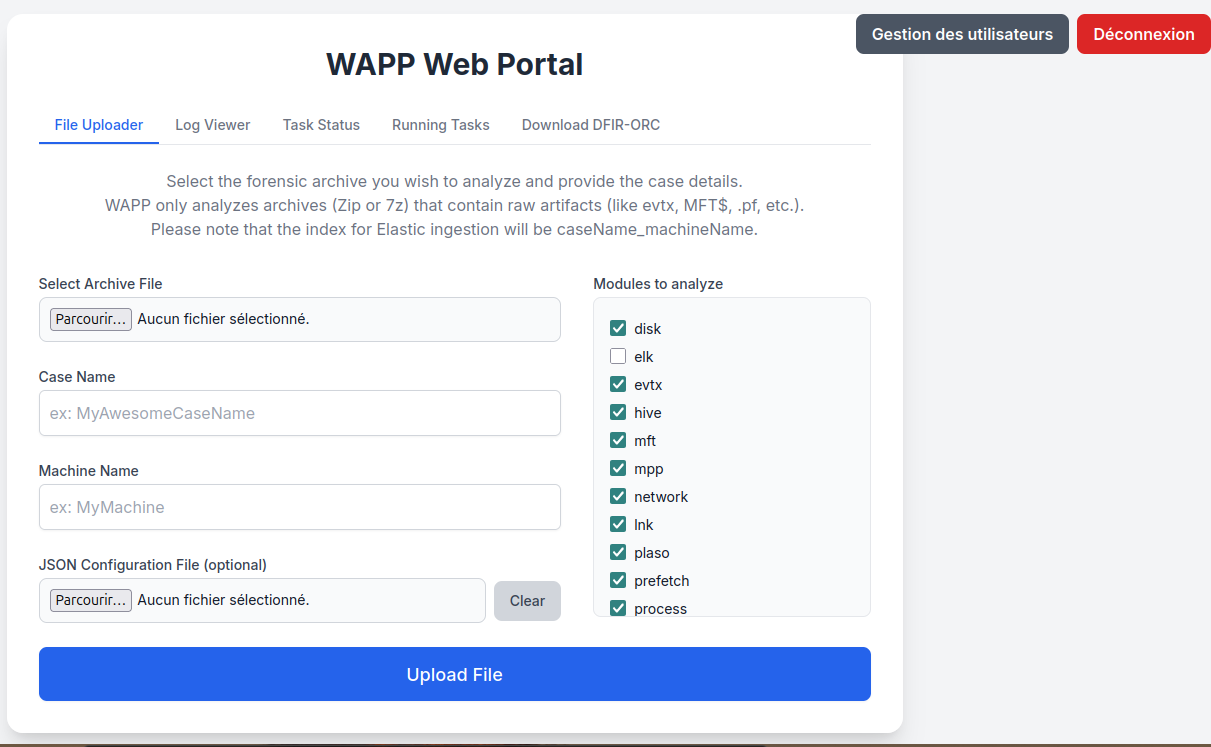 Gestion des utilisateurs
Déconnexion
WAPP Web Portal
File Uploader
Log Viewer
Task Status
Running Tasks
Download DFIR-ORC
Select the forensic archive you wish to analyze and provide the case details.
WAPP only analyzes archives (Zip or 7z) that contain raw artifacts (like evtx, MFT$, .pf, etc.).
Please note that the index for Elastic ingestion will be caseName_machineName.
Select Archive File
Parcourir... Aucun fichier sélectionné.
Case Name
ex: MyAwesomeCaseName
Machine Name
ex: MyMachine
JSON Configuration File (optional)
Parcourir... Aucun fichier sélectionné.
Clear
Modules to analyze
disk
elk
evtx
hive
mft
mpp
network
lnk
plaso
prefetch
process
Upload File